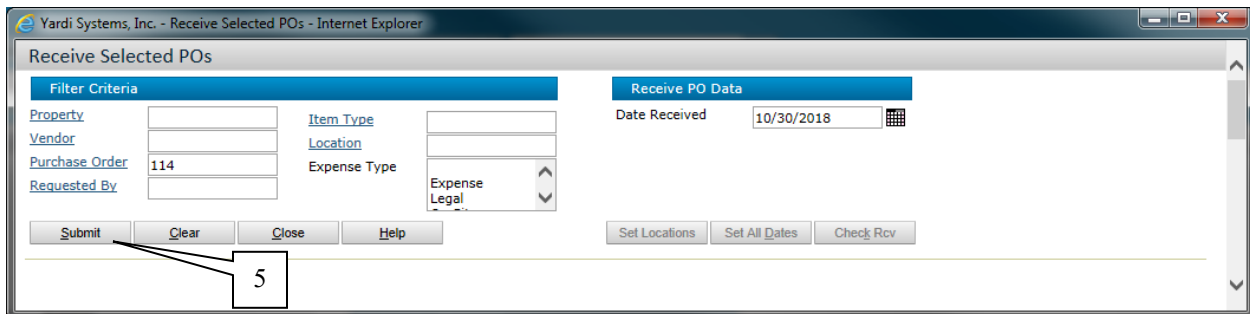 Yardi Systems, Inc. - Receive Selected POs - Internet Explorer
Receive Selected POs
Filter Criteria
Property
Vendor
Purchase Order 114
Requested By
Item Type
Location
Expense Type
Expense
Legal
Receive PO Data
Date Received 10/30/2018
Submit Clear Close Help
Set Locations Set All Dates Check Rcv
5